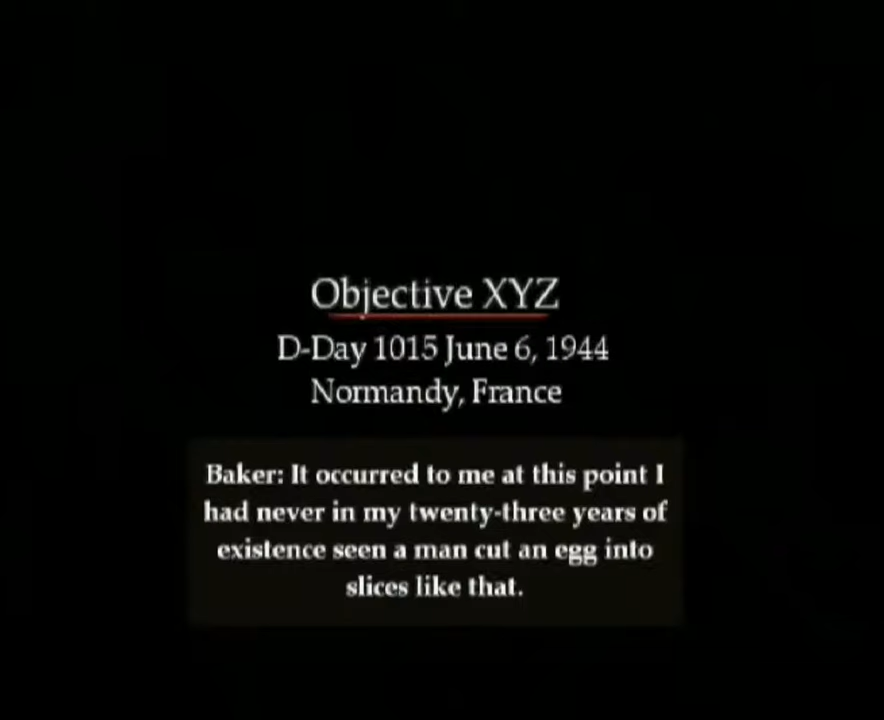 Objective XYZ
D-Day 1015 June 6, 1944
Normandy, France
Baker: It occurred to me at this point I
had never in my twenty-three years of
existence seen a man cut an egg into
slices like that.